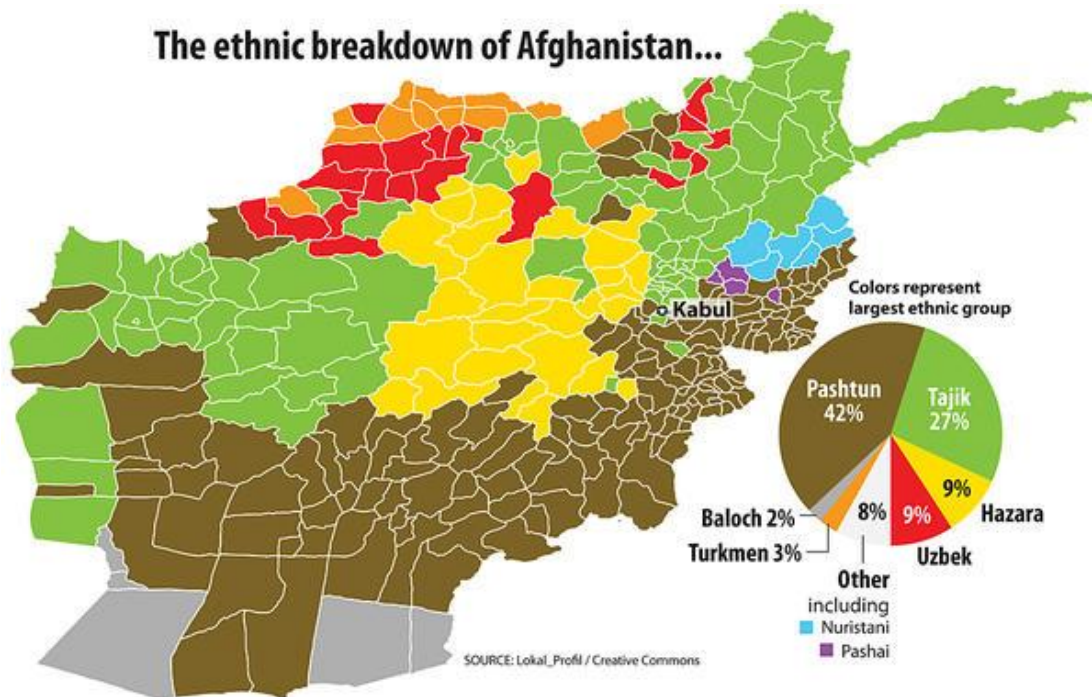 The ethnic breakdown of Afghanistan...
Kabul
Colors represent
largest ethnic group
Pashtun
42%
Tajik
27%
9%
Hazara
9%
Uzbek
8%
Other
including
Nuristani
Pashai
Baloch 2%
Turkmen 3%
SOURCE: Lokal_Profil / Creative Commons